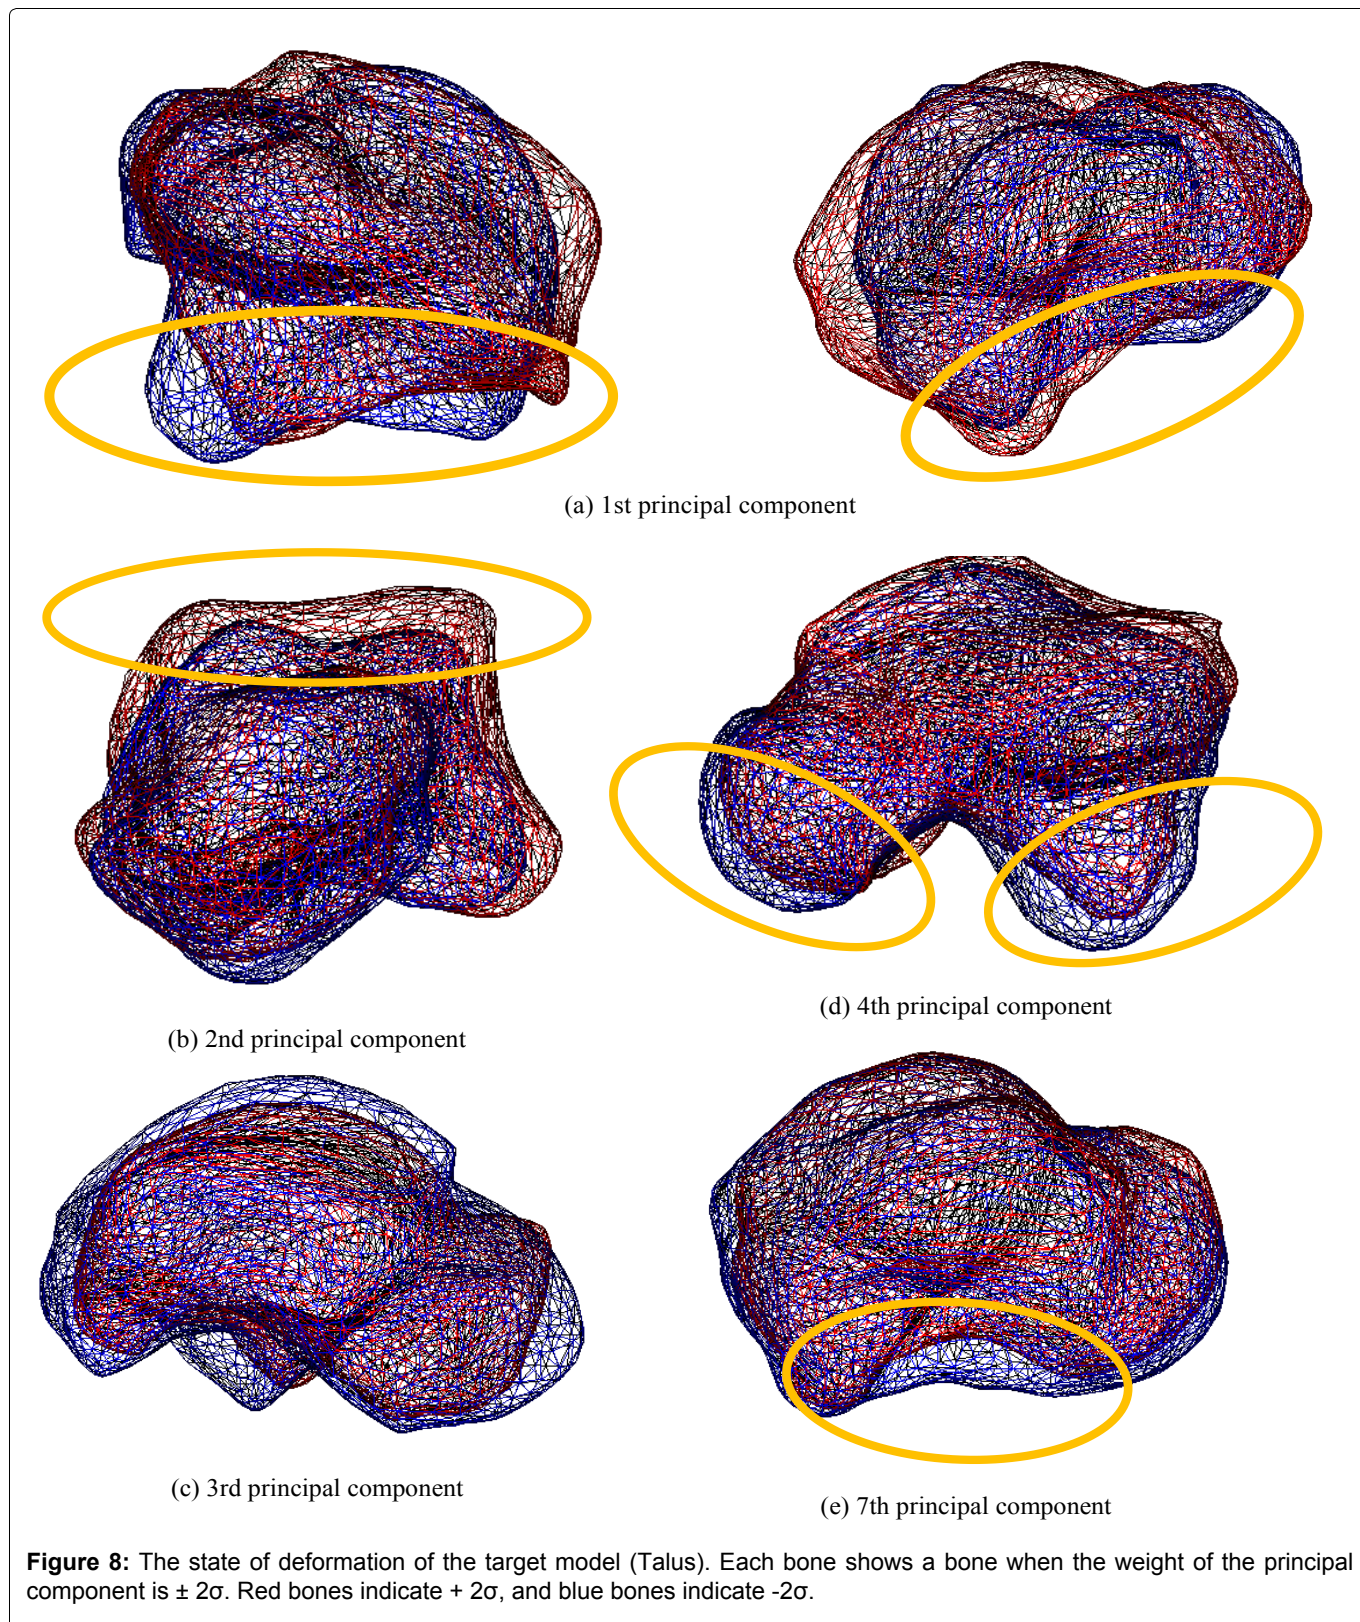 (a) 1st principal component
(b) 2nd principal component
(d) 4th principal component
(c) 3rd principal component
(e) 7th principal component
Figure 8: The state of deformation of the target model (Talus). Each bone shows a bone when the weight of the principal
component is ± 2σ. Red bones indicate + 2σ, and blue bones indicate -2σ.